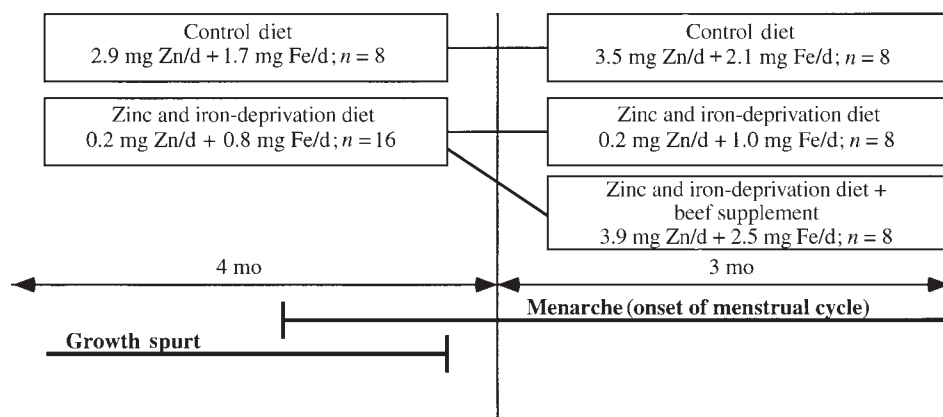 Control diet
2.9 mg Zn/d + 1.7 mg Fe/d; n = 8
Control diet
3.5 mg Zn/d + 2.1 mg Fe/d; n = 8
Zinc and iron-deprivation diet
0.2 mg Zn/d + 0.8 mg Fe/d; n = 16
Zinc and iron-deprivation diet
0.2 mg Zn/d + 1.0 mg Fe/d; n = 8
Zinc and iron-deprivation diet +
beef supplement
3.9 mg Zn/d + 2.5 mg Fe/d; n = 8
4 mo
3 mo
Menarche (onset of menstrual cycle)
Growth spurt